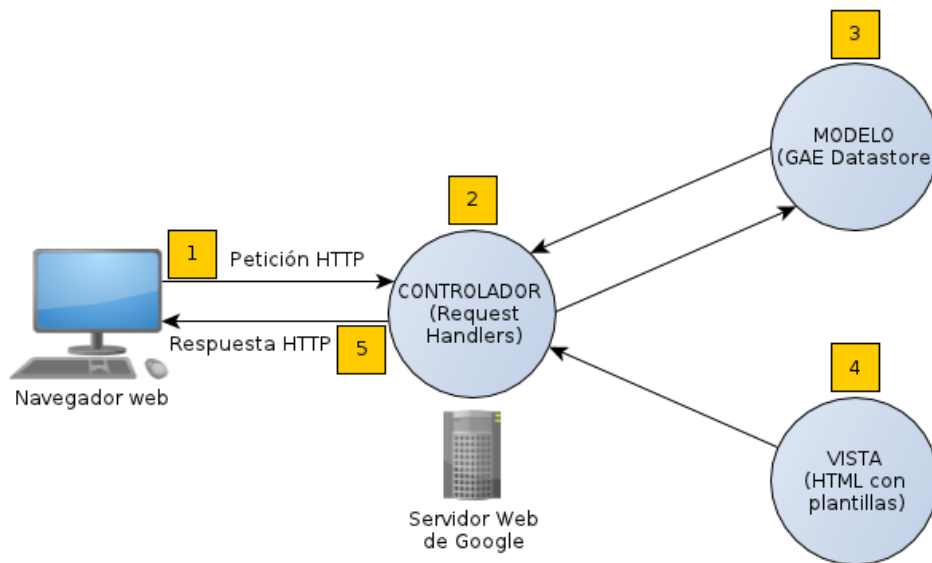 3
MODELO
(GAE Datastore
2
1
Petición HTTP
CONTROLADOR
(Request
Handlers)
Respuesta HTTP
5
Navegador web
4
VISTA
(HTML con
plantillas)
Servidor Web
de Google